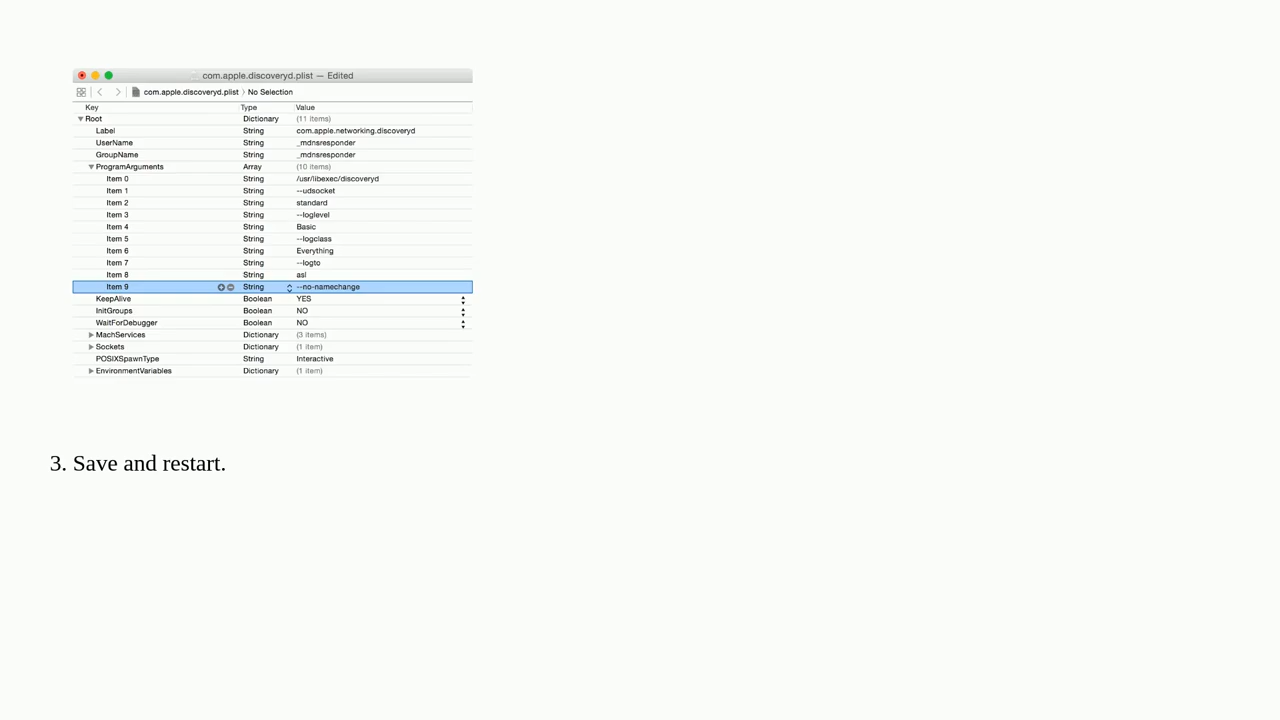 com.apple.discoveryd.plist — Edited
com.apple.discoveryd.plist 〉 No Selection
Key Type Value
Root Dictionary (11 items)
Label String com.apple.networking.discoveryd
UserName String _mdnsresponder
GroupName String _mdnsresponder
ProgramArguments Array (10 items)
Item 0 String /usr/libexec/discoveryd
Item 1 String --udsocket
Item 2 String standard
Item 3 String --loglevel
Item 4 String Basic
Item 5 String --logclass
Item 6 String Everything
Item 7 String --logto
Item 8 String asl
Item 9 String --no-namechange
KeepAlive Boolean YES
InitGroups Boolean NO
WaitForDebugger Boolean NO
MachServices Dictionary (3 items)
Sockets Dictionary (1 item)
POSIXSpawnType String Interactive
EnvironmentVariables Dictionary (1 item)
3. Save and restart.